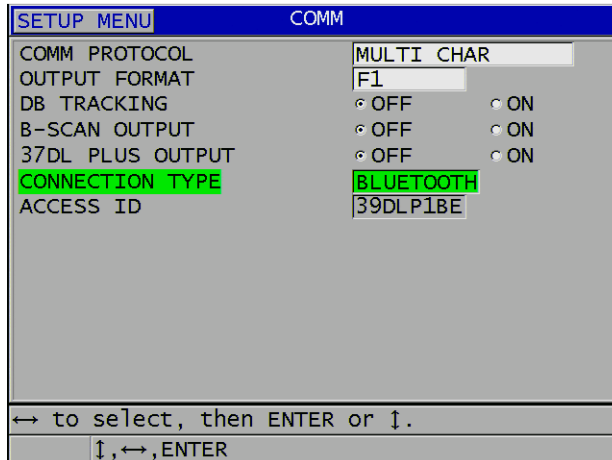 SETUP MENU COMM
COMM PROTOCOL MULTI CHAR
OUTPUT FORMAT F1
DB TRACKING OFF ON
B-SCAN OUTPUT OFF ON
37DL PLUS OUTPUT OFF ON
CONNECTION TYPE BLUETOOTH
ACCESS ID 39DLP1BE
↔ to select, then ENTER or ↕.
↕,↔,ENTER